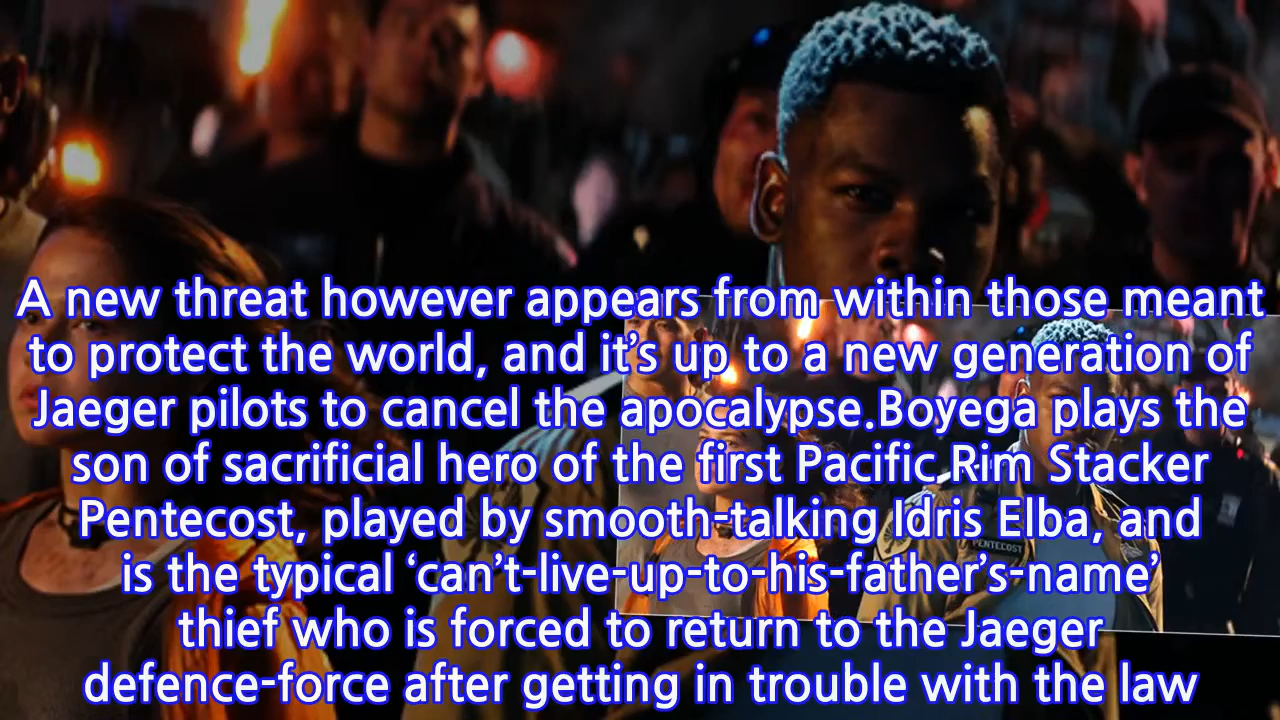 A new threat however appears from within those meant
to protect the world, and it’s up to a new generation of
Jaeger pilots to cancel the apocalypse.Boyega plays the
son of sacrificial hero of the first Pacific Rim Stacker
Pentecost, played by smooth-talking Idris Elba, and
is the typical ‘can’t-live-up-to-his-father’s-name’
thief who is forced to return to the Jaeger
defence-force after getting in trouble with the law
PENTECOST